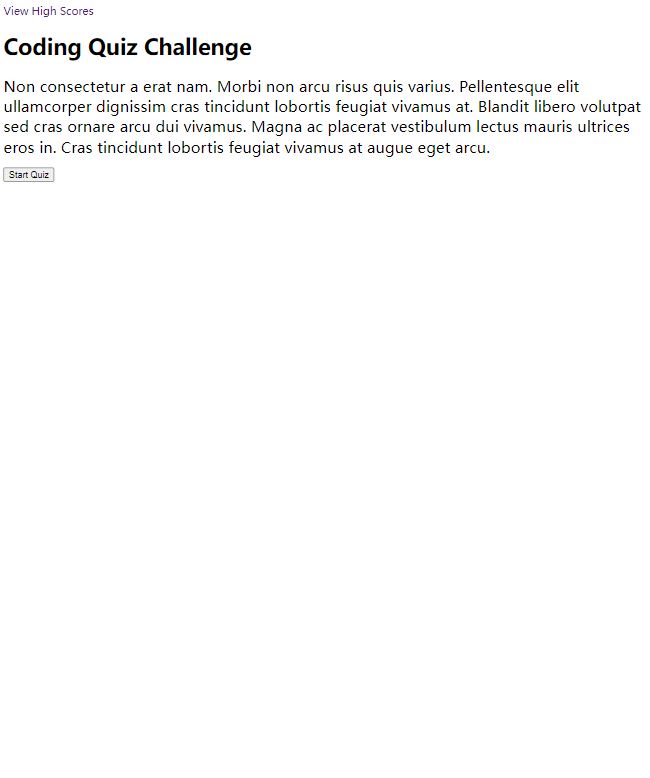 View High Scores
Coding Quiz Challenge
Non consectetur a erat nam. Morbi non arcu risus quis varius. Pellentesque elit
ullamcorper dignissim cras tincidunt lobortis feugiat vivamus at. Blandit libero volutpat
sed cras ornare arcu dui vivamus. Magna ac placerat vestibulum lectus mauris ultrices
eros in. Cras tincidunt lobortis feugiat vivamus at augue eget arcu.
Start Quiz